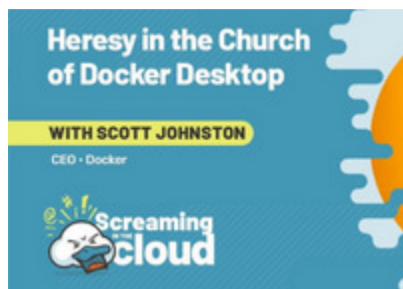 Heresy in the Church
of Docker Desktop
WITH SCOTT JOHNSTON
CEO • Docker
@*!
Screaming
IN THE
cloud